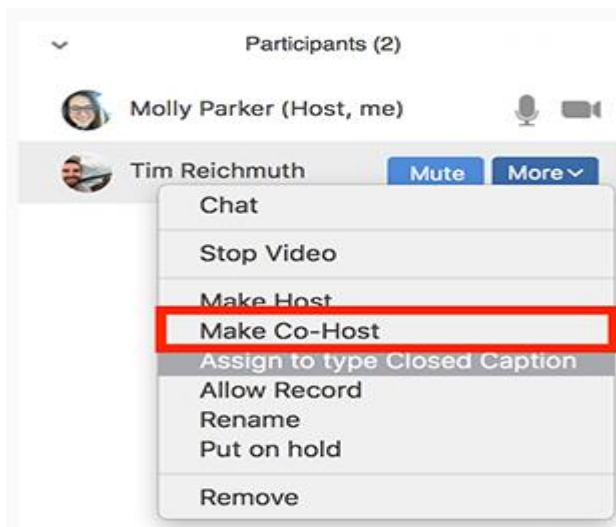 Participants (2)
Molly Parker (Host, me)
Tim Reichmuth Mute More
Chat
Stop Video
Make Host
Make Co-Host
Assign to type Closed Caption
Allow Record
Rename
Put on hold
Remove